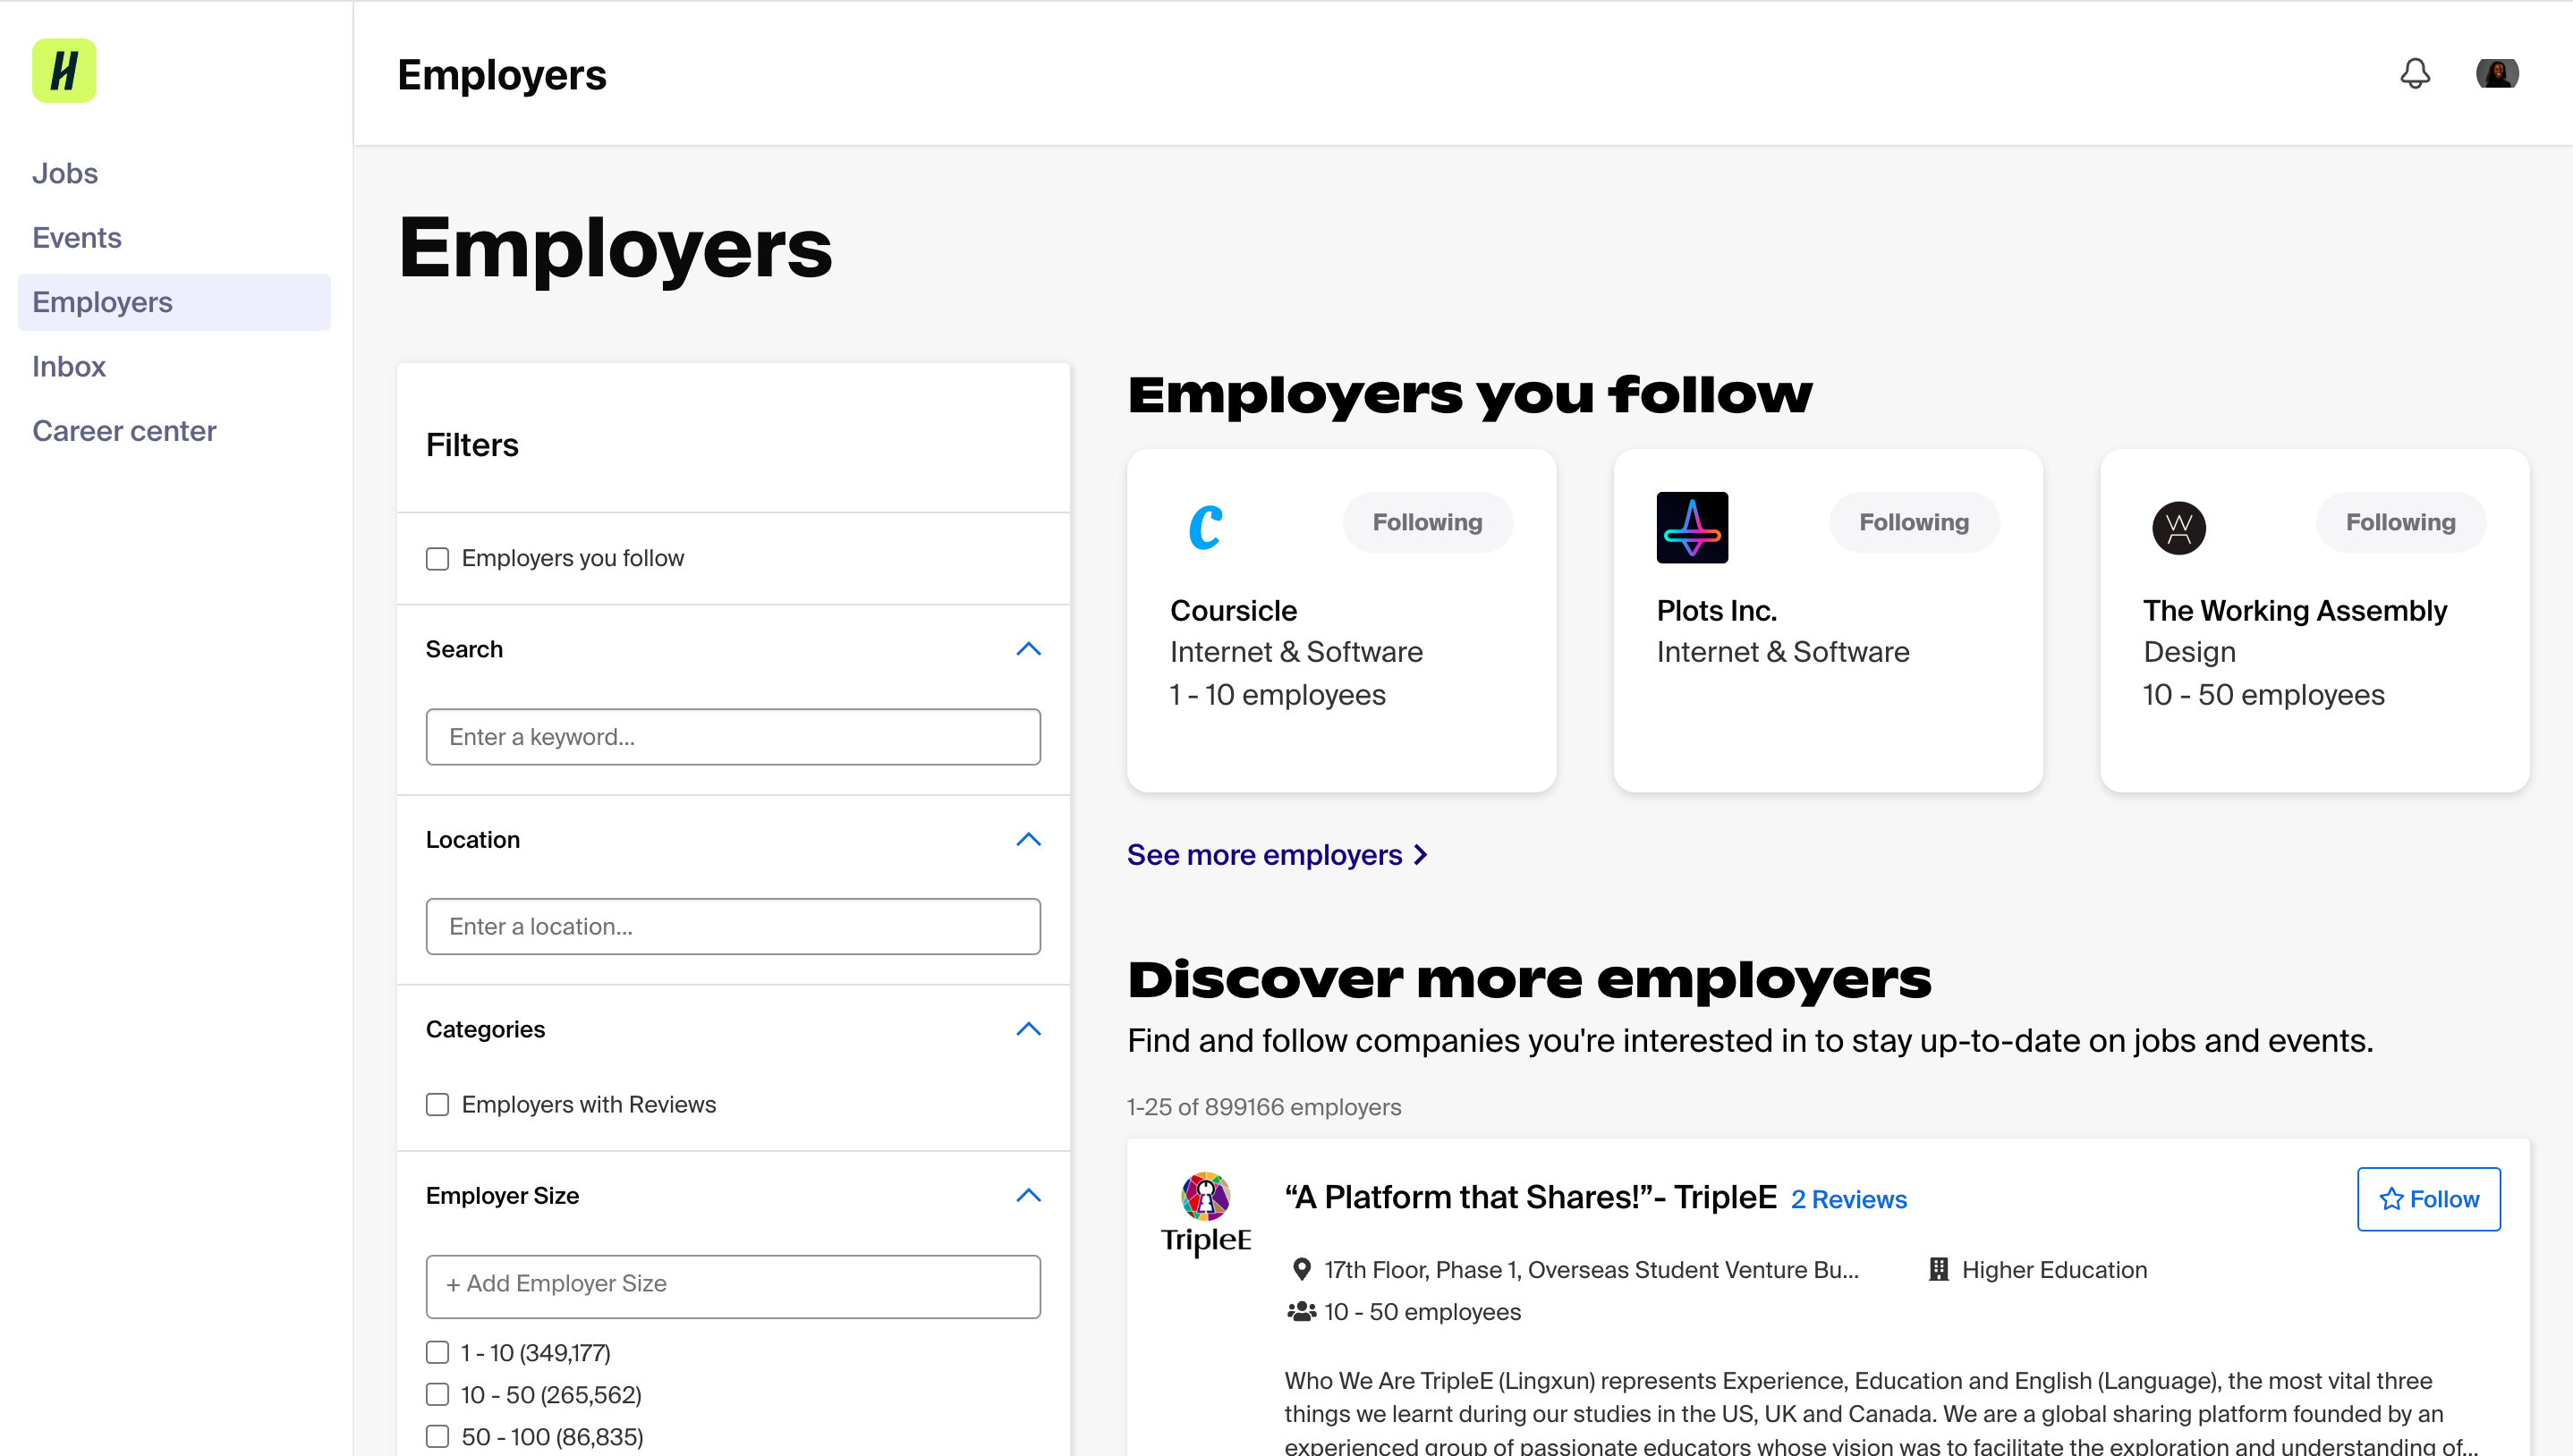 H
Jobs
Events
Employers
Inbox
Career center
Employers
Employers
Filters
Employers you follow
Search
Enter a keyword...
Location
Enter a location...
Categories
Employers with Reviews
Employer Size
+ Add Employer Size
1 - 10 (349,177)
10 - 50 (265,562)
50 - 100 (86,835)
Employers you follow
C
Following
Coursicle
Internet & Software
1 - 10 employees
Following
Plots Inc.
Internet & Software
WA
Following
The Working Assembly
Design
10 - 50 employees
See more employers
Discover more employers
Find and follow companies you're interested in to stay up-to-date on jobs and events.
1-25 of 899166 employers
TripleE
“A Platform that Shares!”- TripleE 2 Reviews
Follow
17th Floor, Phase 1, Overseas Student Venture Bu...
Higher Education
10 - 50 employees
Who We Are TripleE (Lingxun) represents Experience, Education and English (Language), the most vital three
things we learnt during our studies in the US, UK and Canada. We are a global sharing platform founded by an
experienced group of passionate educators whose vision was to facilitate the exploration and understanding of...